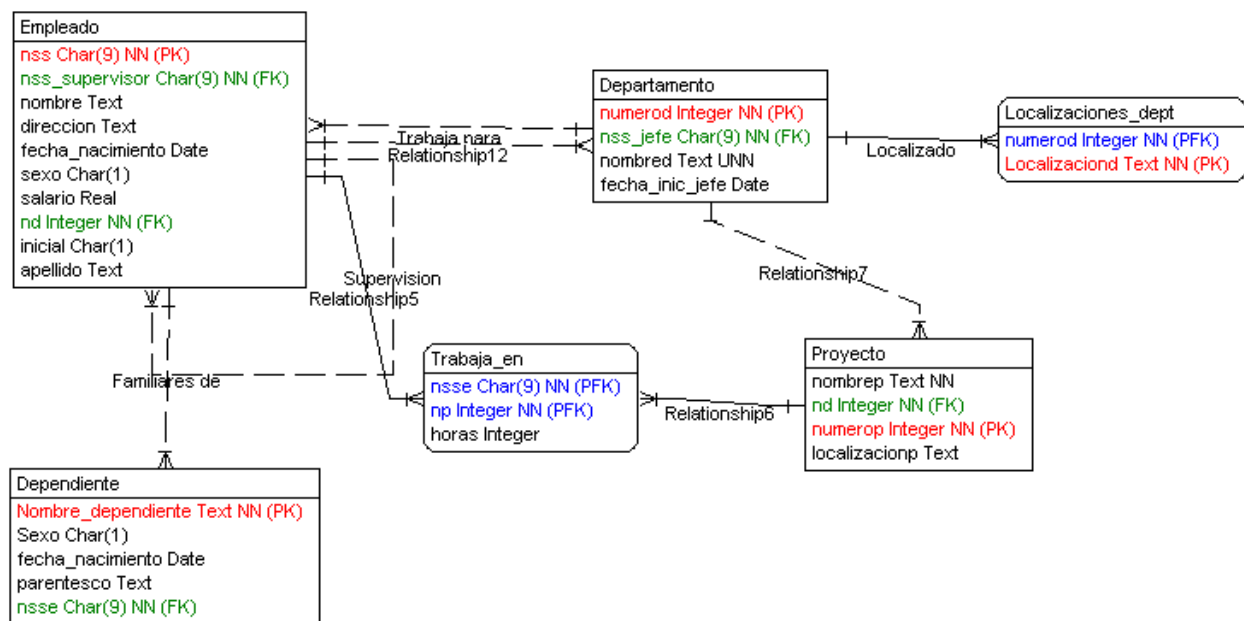 Empleado
nss Char(9) NN (PK)
nss_supervisor Char(9) NN (FK)
nombre Text
direccion Text
fecha_nacimiento Date
sexo Char(1)
salario Real
nd Integer NN (FK)
inicial Char(1)
apellido Text
Trabaja para
Relationship12
Departamento
numerod Integer NN (PK)
nss_jefe Char(9) NN (FK)
nombred Text UNN
fecha_inic_jefe Date
Localizado
Localizaciones_dept
numerod Integer NN (PFK)
Localizaciond Text NN (PK)
Supervision
Relationship5
Relationship7
Familiares de
Trabaja_en
nsse Char(9) NN (PFK)
np Integer NN (PFK)
horas Integer
Relationship6
Proyecto
nombrep Text NN
nd Integer NN (FK)
numerop Integer NN (PK)
localizacionp Text
Dependiente
Nombre_dependiente Text NN (PK)
Sexo Char(1)
fecha_nacimiento Date
parentesco Text
nsse Char(9) NN (FK)